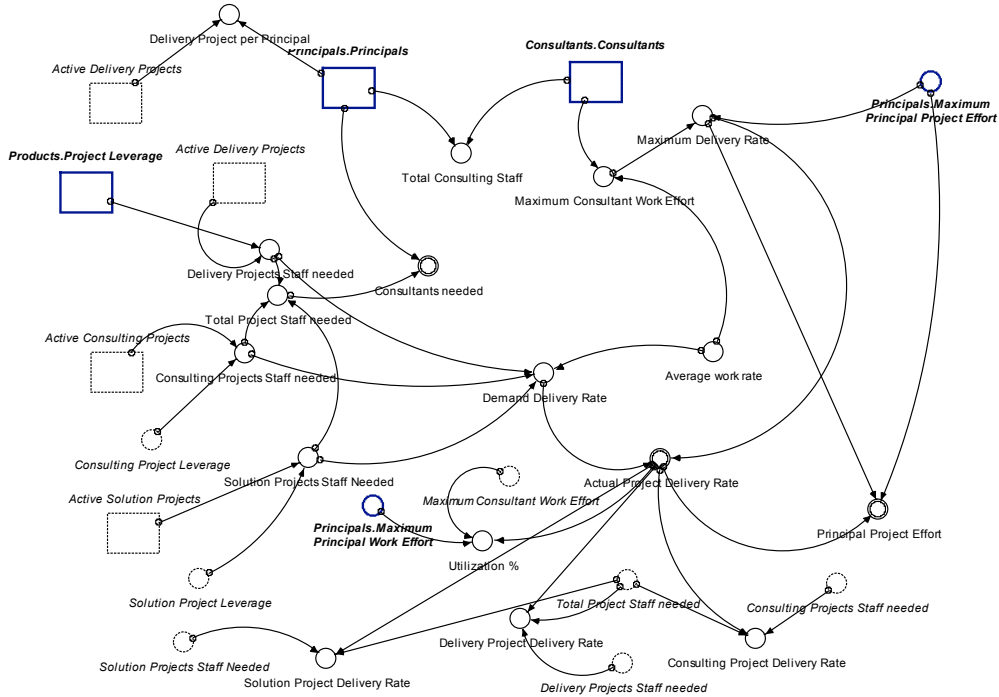 Delivery Project per Principal
Principals.Principals
Consultants.Consultants
Active Delivery Projects
Principals.Maximum
Principal Project Effort
Maximum Delivery Rate
Products.Project Leverage
Active Delivery Projects
Total Consulting Staff
Maximum Consultant Work Effort
Delivery Projects Staff needed
Consultants needed
Total Project Staff needed
Active Consulting Projects
Consulting Projects Staff needed
Average work rate
Demand Delivery Rate
Consulting Project Leverage
Solution Projects Staff Needed
Actual Project Delivery Rate
Active Solution Projects
Maximum Consultant Work Effort
Principals.Maximum
Principal Work Effort
Principal Project Effort
Utilization %
Solution Project Leverage
Total Project Staff needed
Consulting Projects Staff needed
Delivery Project Delivery Rate
Solution Projects Staff Needed
Consulting Project Delivery Rate
Solution Project Delivery Rate
Delivery Projects Staff needed